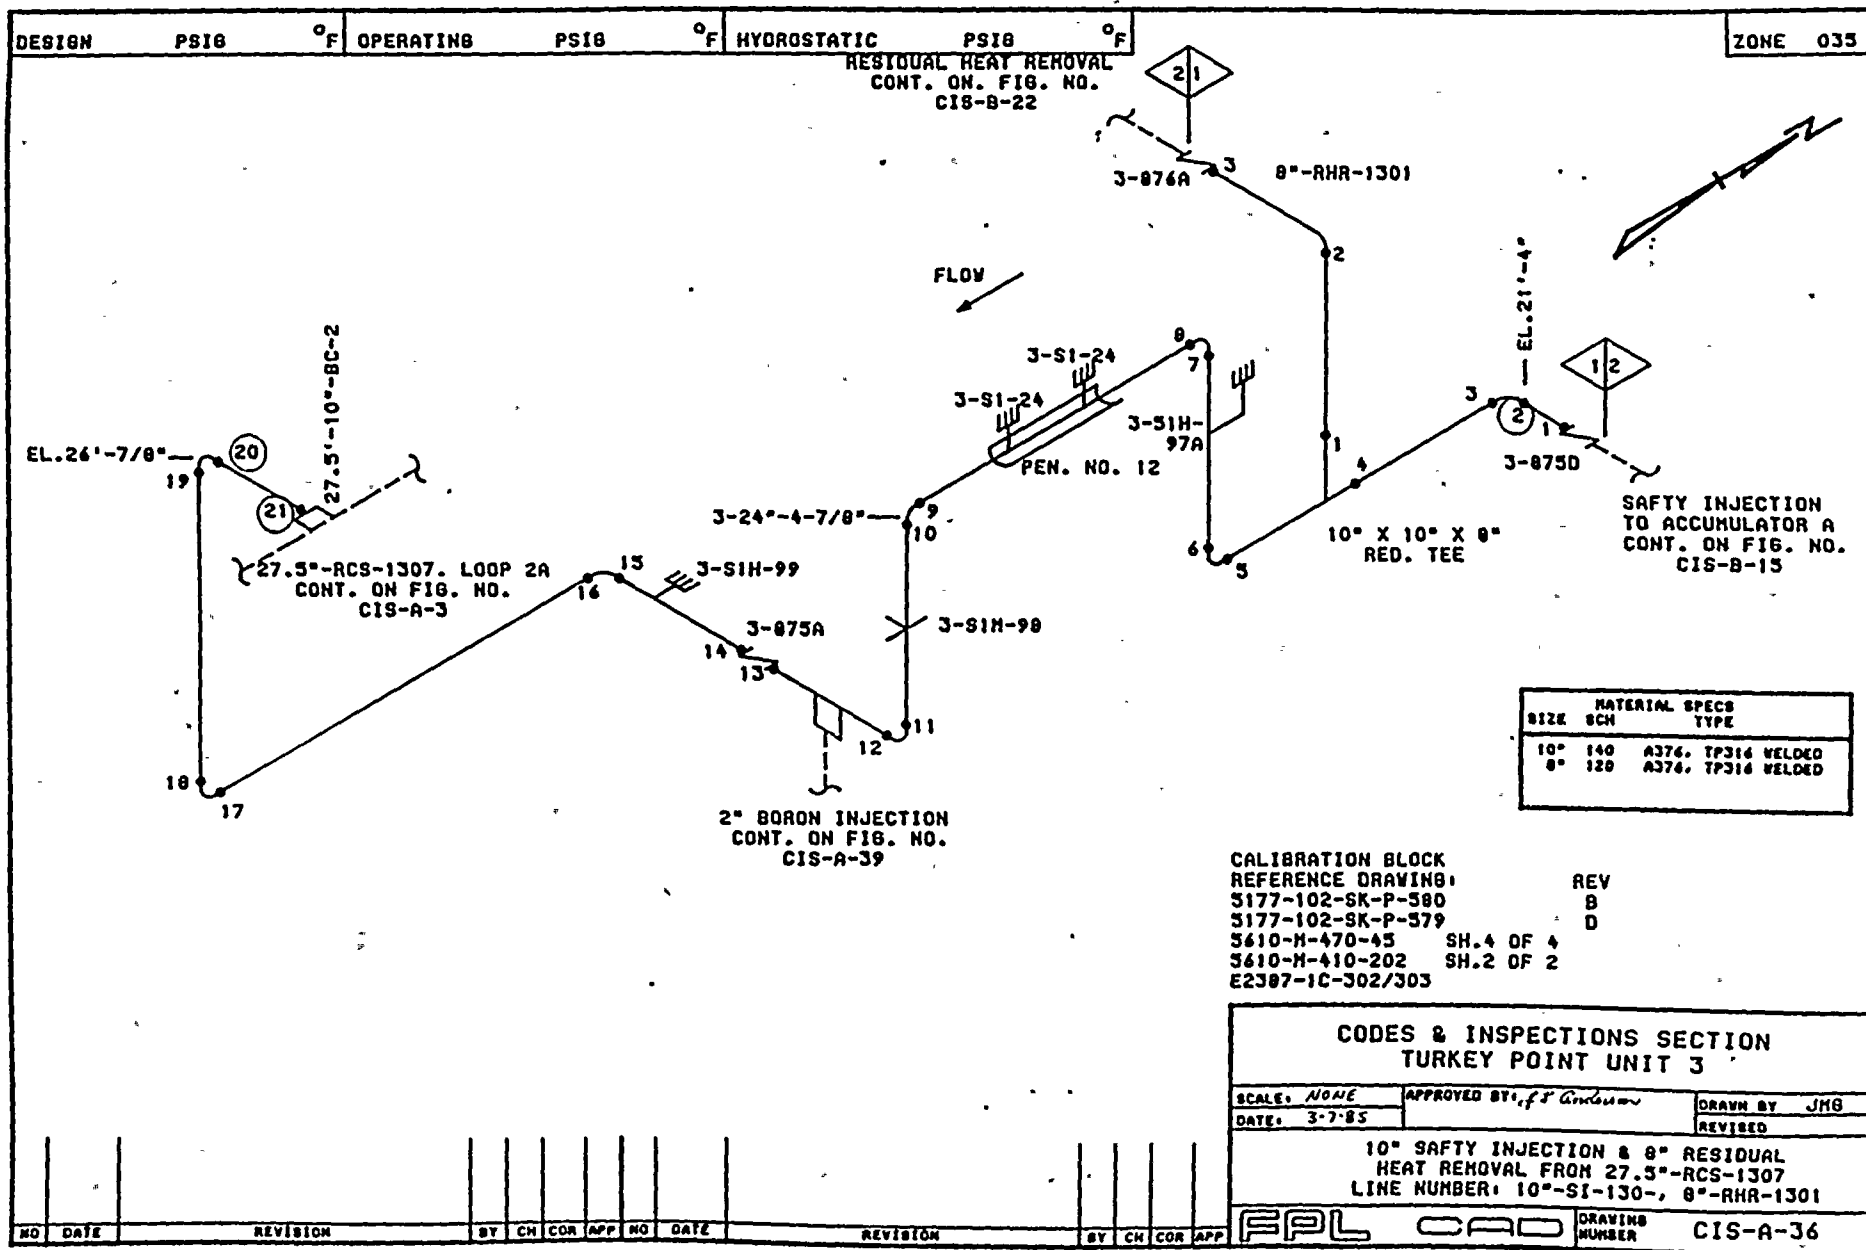 DESIGN PSIG °F OPERATING PSIG °F HYDROSTATIC PSIG °F
ZONE 035
RESIDUAL HEAT REMOVAL
CONT. ON. FIG. NO.
CIS-B-22
2 1
3-876A
3
8"-RHR-1301
2
1
FLOW
EL.21'-4"
1 2
3
2
1
3-875D
SAFTY INJECTION
TO ACCUMULATOR A
CONT. ON FIG. NO.
CIS-B-15
4
10" X 10" X 8"
RED. TEE
8
7
3-S1-24
3-S1-24
3-51H-
97A
PEN. NO. 12
6
5
9
3-24"-4-7/8"
10
EL.26'-7/8"
20
19
21
27.5'-10"-BC-2
27.5"-RCS-1307. LOOP 2A
CONT. ON FIG. NO.
CIS-A-3
15
16
3-S1H-99
3-875A
14
13
3-S1H-98
11
12
18
17
2" BORON INJECTION
CONT. ON FIG. NO.
CIS-A-39
MATERIAL SPECS
SIZE SCH TYPE
10" 140 A376. TP316 WELDED
8" 120 A376. TP316 WELDED
CALIBRATION BLOCK
REFERENCE DRAWING: REV
5177-102-SK-P-580 B
5177-102-SK-P-579 D
5610-M-470-45 SH.4 OF 4
5610-M-410-202 SH.2 OF 2
E2387-1C-302/303
CODES & INSPECTIONS SECTION
TURKEY POINT UNIT 3
SCALE: NONE APPROVED BY: DRAWN BY JMG
DATE: 3-7-85 REVISED
10" SAFTY INJECTION & 8" RESIDUAL
HEAT REMOVAL FROM 27.5"-RCS-1307
LINE NUMBER: 10"-SI-130-, 8"-RHR-1301
FPL CAD DRAWING NUMBER CIS-A-36
NO DATE REVISION BY CH COR APP NO DATE REVISION BY CH COR APP